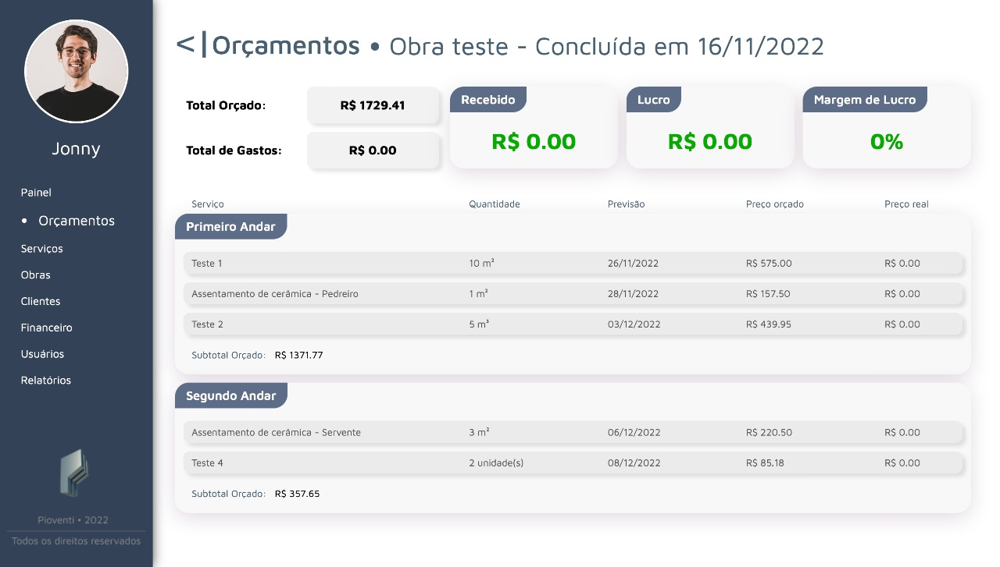 Jonny
Painel
• Orçamentos
Serviços
Obras
Clientes
Financeiro
Usuários
Relatórios
Pioventi • 2022
Todos os direitos reservados
<|Orçamentos • Obra teste - Concluída em 16/11/2022
Total Orçado: R$ 1729.41
Total de Gastos: R$ 0.00
Recebido
R$ 0.00
Lucro
R$ 0.00
Margem de Lucro
0%
Serviço Quantidade Previsão Preço orçado Preço real
Primeiro Andar
Teste 1 10 m² 26/11/2022 R$ 575.00 R$ 0.00
Assentamento de cerâmica - Pedreiro 1 m² 28/11/2022 R$ 157.50 R$ 0.00
Teste 2 5 m³ 03/12/2022 R$ 439.95 R$ 0.00
Subtotal Orçado: R$ 1371.77
Segundo Andar
Assentamento de cerâmica - Servente 3 m² 06/12/2022 R$ 220.50 R$ 0.00
Teste 4 2 unidade(s) 08/12/2022 R$ 85.18 R$ 0.00
Subtotal Orçado: R$ 357.65